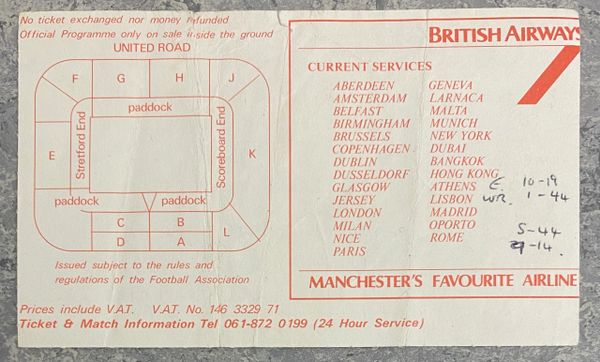 No ticket exchanged nor money refunded
Official Programme only on sale inside the ground
UNITED ROAD
F
G
H
J
paddock
Stretford End
Scoreboard End
E
K
paddock
paddock
C
B
D
A
L
Issued subject to the rules and
regulations of the Football Association
Prices include V.A.T. V.A.T. No. 146 3329 71
Ticket & Match Information Tel 061-872 0199 (24 Hour Service)
BRITISH AIRWAYS
CURRENT SERVICES
ABERDEEN
AMSTERDAM
BELFAST
BIRMINGHAM
BRUSSELS
COPENHAGEN
DUBLIN
DUSSELDORF
GLASGOW
JERSEY
LONDON
MILAN
NICE
PARIS
GENEVA
LARNACA
MALTA
MUNICH
NEW YORK
DUBAI
BANGKOK
HONG KONG
ATHENS
LISBON
MADRID
OPORTO
ROME
E. 10-19
WR. 1-44
S-44
-14.
MANCHESTER'S FAVOURITE AIRLINE